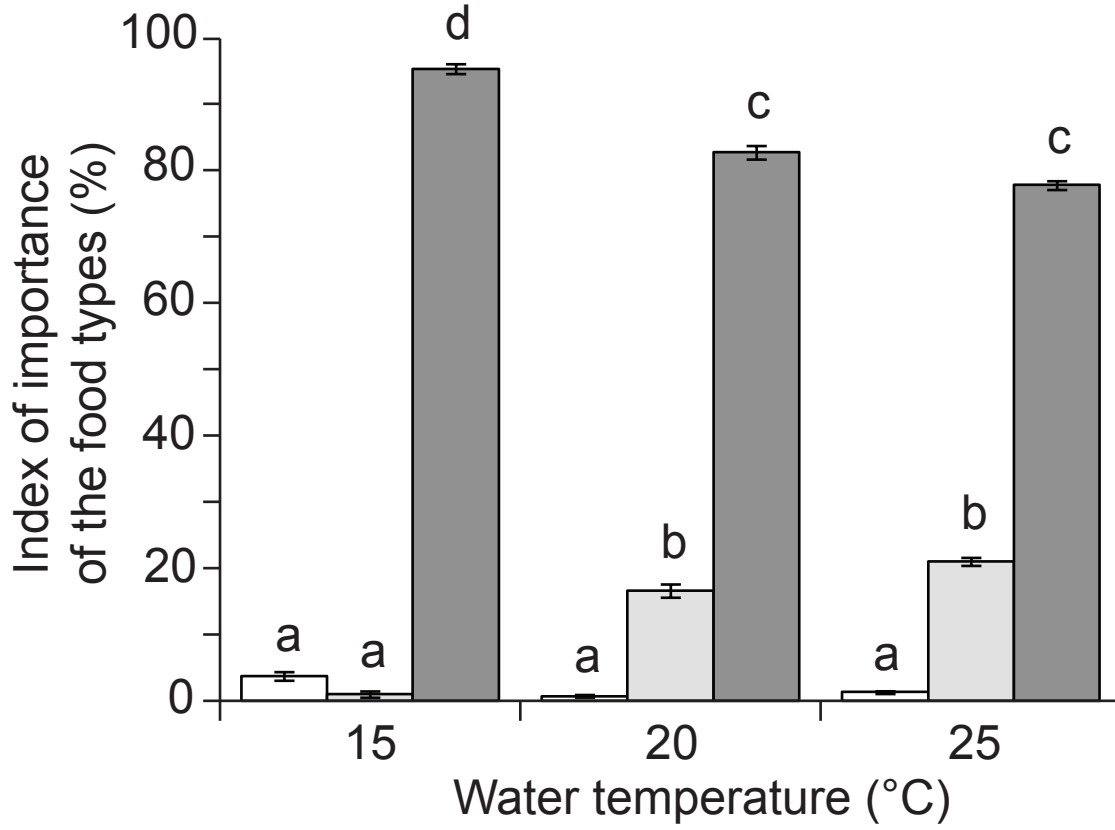 Index of importance
of the food types (%)
100
80
60
40
20
0
a
a
d
a
b
c
a
b
c
15
20
25
Water temperature (°C)